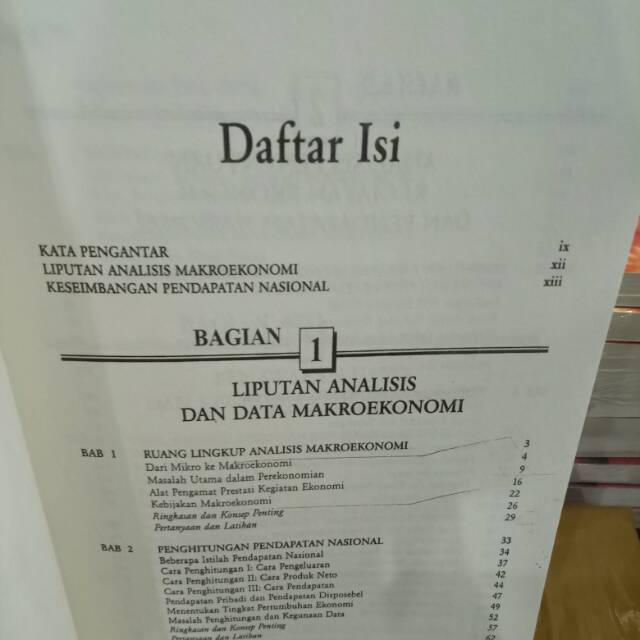 Daftar Isi
KATA PENGANTAR ix
LIPUTAN ANALISIS MAKROEKONOMI xii
KESEIMBANGAN PENDAPATAN NASIONAL xiii
BAGIAN 1
LIPUTAN ANALISIS
DAN DATA MAKROEKONOMI
BAB 1 RUANG LINGKUP ANALISIS MAKROEKONOMI 3
Dari Mikro ke Makroekonomi 4
Masalah Utama dalam Perekonomian 9
Alat Pengamat Prestasi Kegiatan Ekonomi 16
Kebijakan Makroekonomi 22
Ringkasan dan Konsep Penting 26
Pertanyaan dan Latihan 29
BAB 2 PENGHITUNGAN PENDAPATAN NASIONAL 33
Beberapa Istilah Pendapatan Nasional 34
Cara Penghitungan I: Cara Pengeluaran 37
Cara Penghitungan II: Cara Produk Neto 42
Cara Penghitungan III: Cara Pendapatan 44
Pendapatan Pribadi dan Pendapatan Disposebel 47
Menentukan Tingkat Pertumbuhan Ekonomi 49
Masalah Penghitungan dan Kegunaan Data 52
Ringkasan dan Konsep Penting 57
Pertanyaan dan Latihan 62